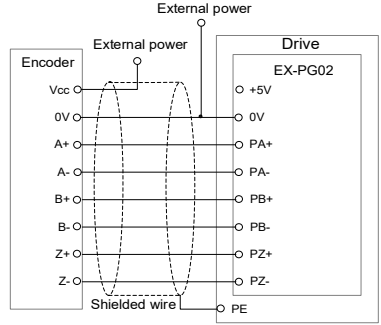 External power
External power
Drive
Encoder
EX-PG02
Vcc
+5V
0V
0V
A+
PA+
A-
PA-
B+
PB+
B-
PB-
Z+
PZ+
Z-
PZ-
Shielded wire
PE